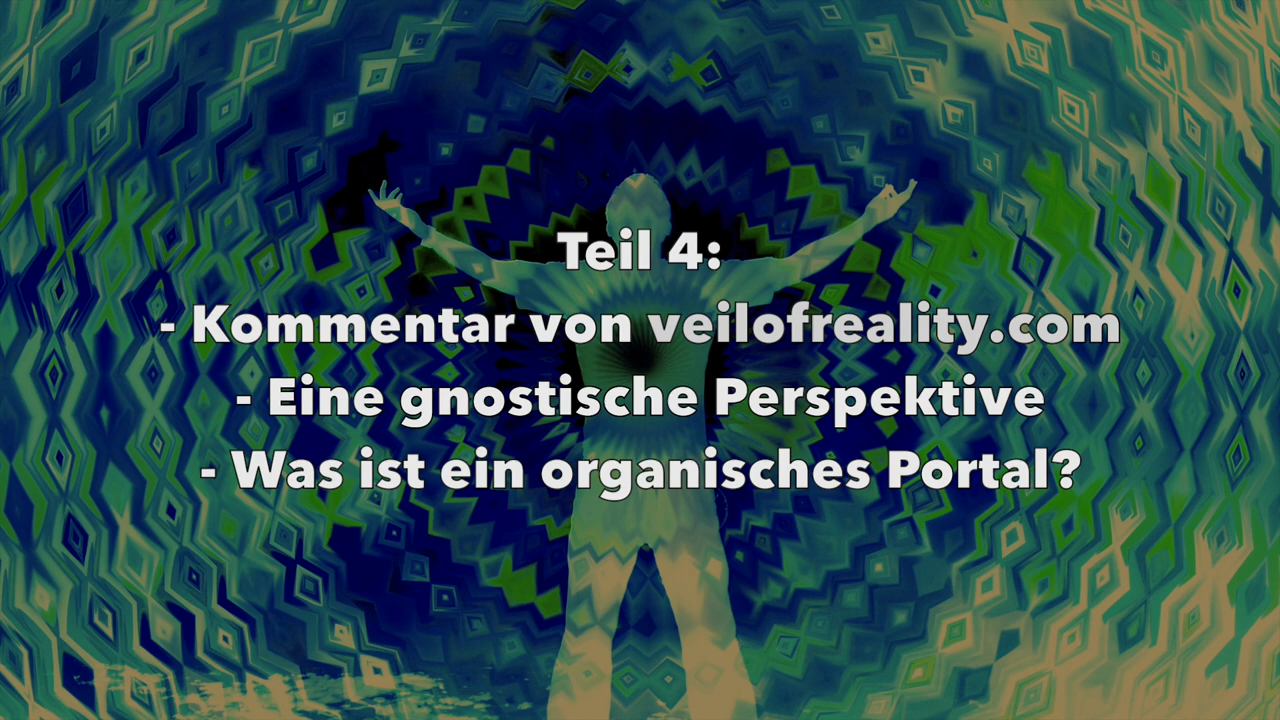 Teil 4:
- Kommentar von veilofreality.com
- Eine gnostische Perspektive
- Was ist ein organisches Portal?